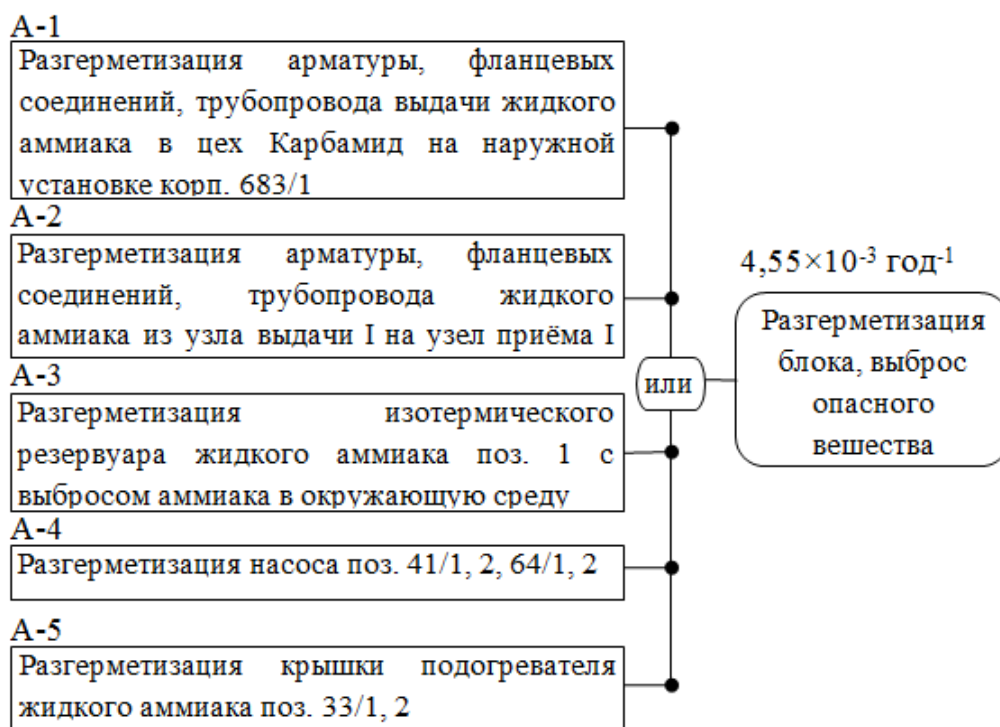 А-1
Разгерметизация арматуры, фланцевых
соединений, трубопровода выдачи жидкого
аммиака в цех Карбамид на наружной
установке корп. 683/1
А-2
Разгерметизация арматуры, фланцевых
соединений, трубопровода жидкого
аммиака из узла выдачи I на узел приёма I
А-3
Разгерметизация изотермического
резервуара жидкого аммиака поз. 1 с
выбросом аммиака в окружающую среду
А-4
Разгерметизация насоса поз. 41/1, 2, 64/1, 2
А-5
Разгерметизация крышки подогревателя
жидкого аммиака поз. 33/1, 2
или
4,55×10⁻³ год⁻¹
Разгерметизация
блока, выброс
опасного
вещества